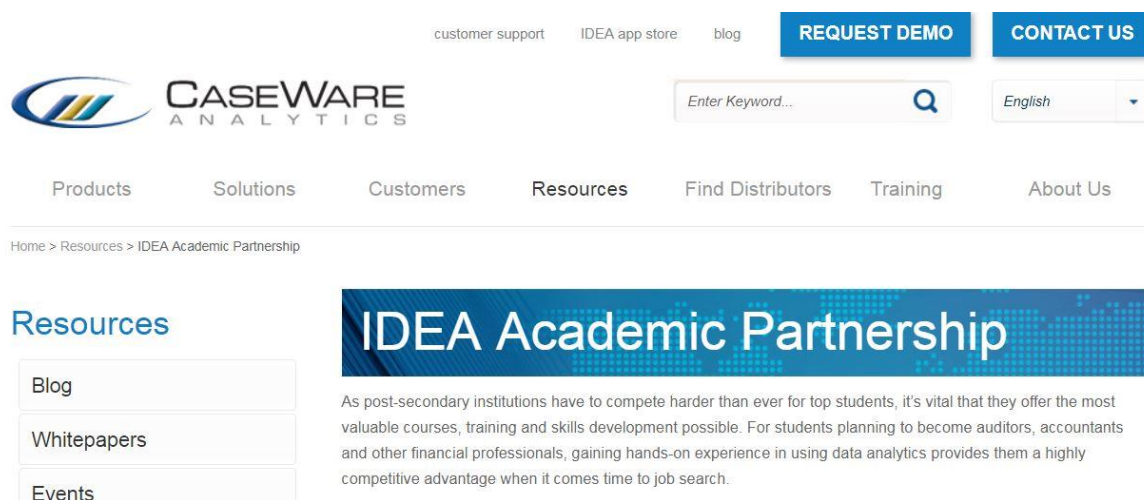 customer support IDEA app store blog REQUEST DEMO CONTACT US
CASEWARE
ANALYTICS
Enter Keyword... English
Products Solutions Customers Resources Find Distributors Training About Us
Home > Resources > IDEA Academic Partnership
Resources
Blog
Whitepapers
Events
IDEA Academic Partnership
As post-secondary institutions have to compete harder than ever for top students, it's vital that they offer the most
valuable courses, training and skills development possible. For students planning to become auditors, accountants
and other financial professionals, gaining hands-on experience in using data analytics provides them a highly
competitive advantage when it comes time to job search.